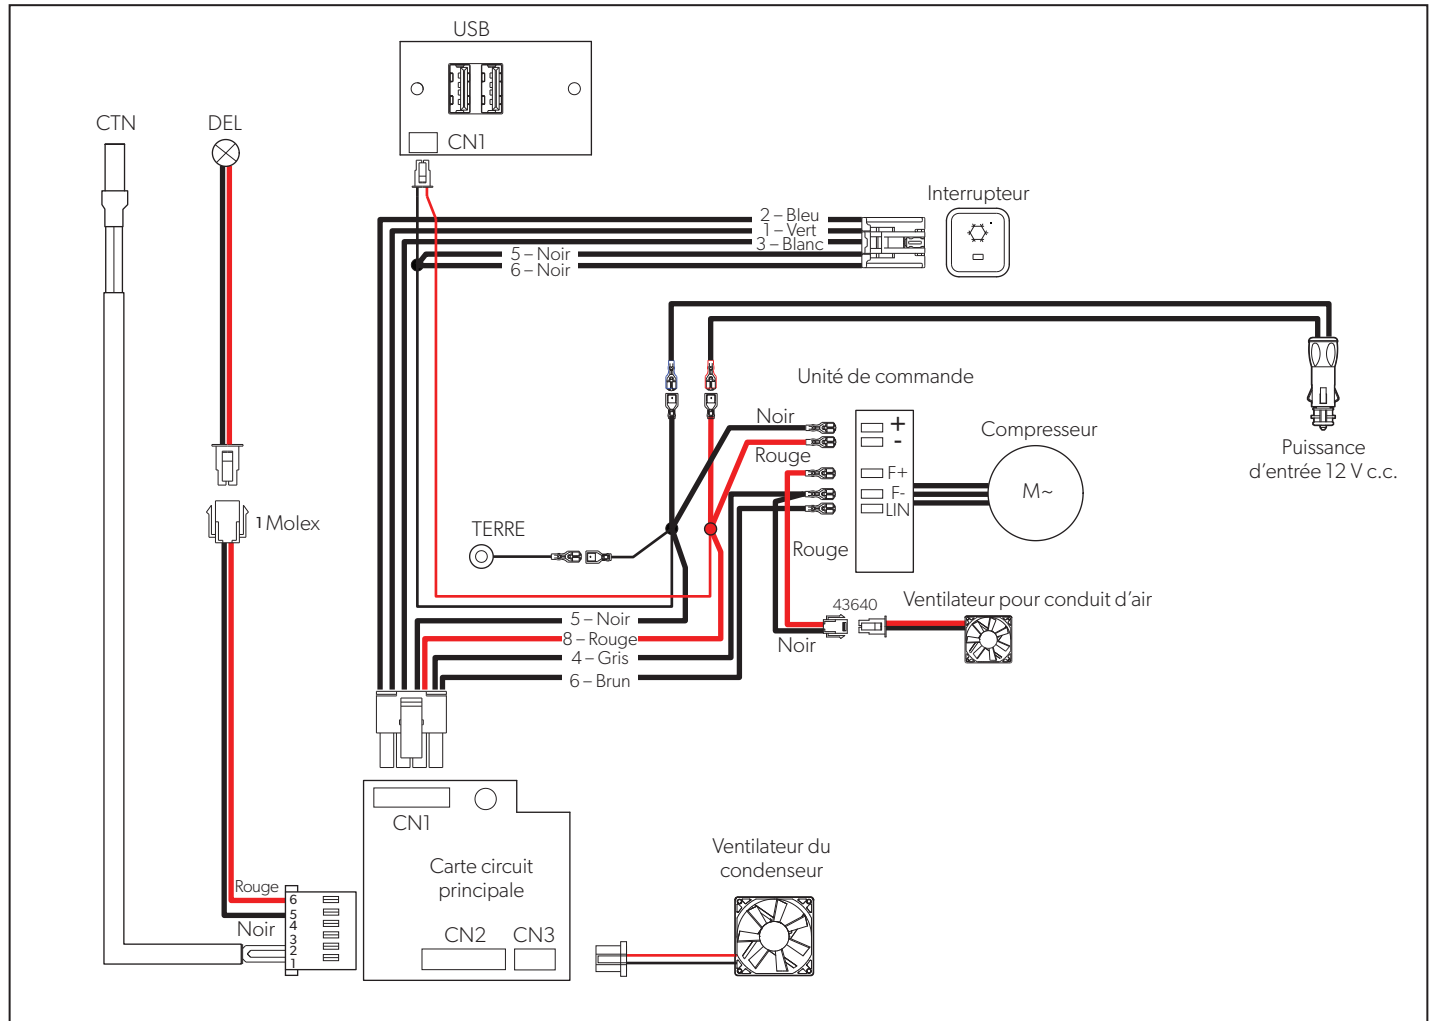 USB
CTN
DEL
CN1
Interrupteur
2 – Bleu
1 – Vert
3 – Blanc
5 – Noir
6 – Noir
Unité de commande
Noir
+
-
Compresseur
Puissance
d'entrée 12 V c.c.
Rouge
F+
M~
F-
LIN
1 Molex
TERRE
Rouge
43640
Ventilateur pour conduit d'air
5 – Noir
Noir
8 – Rouge
4 – Gris
6 – Brun
CN1
Carte circuit
principale
Ventilateur du
condenseur
Rouge
6
5
Noir
4
3
2
1
CN2
CN3